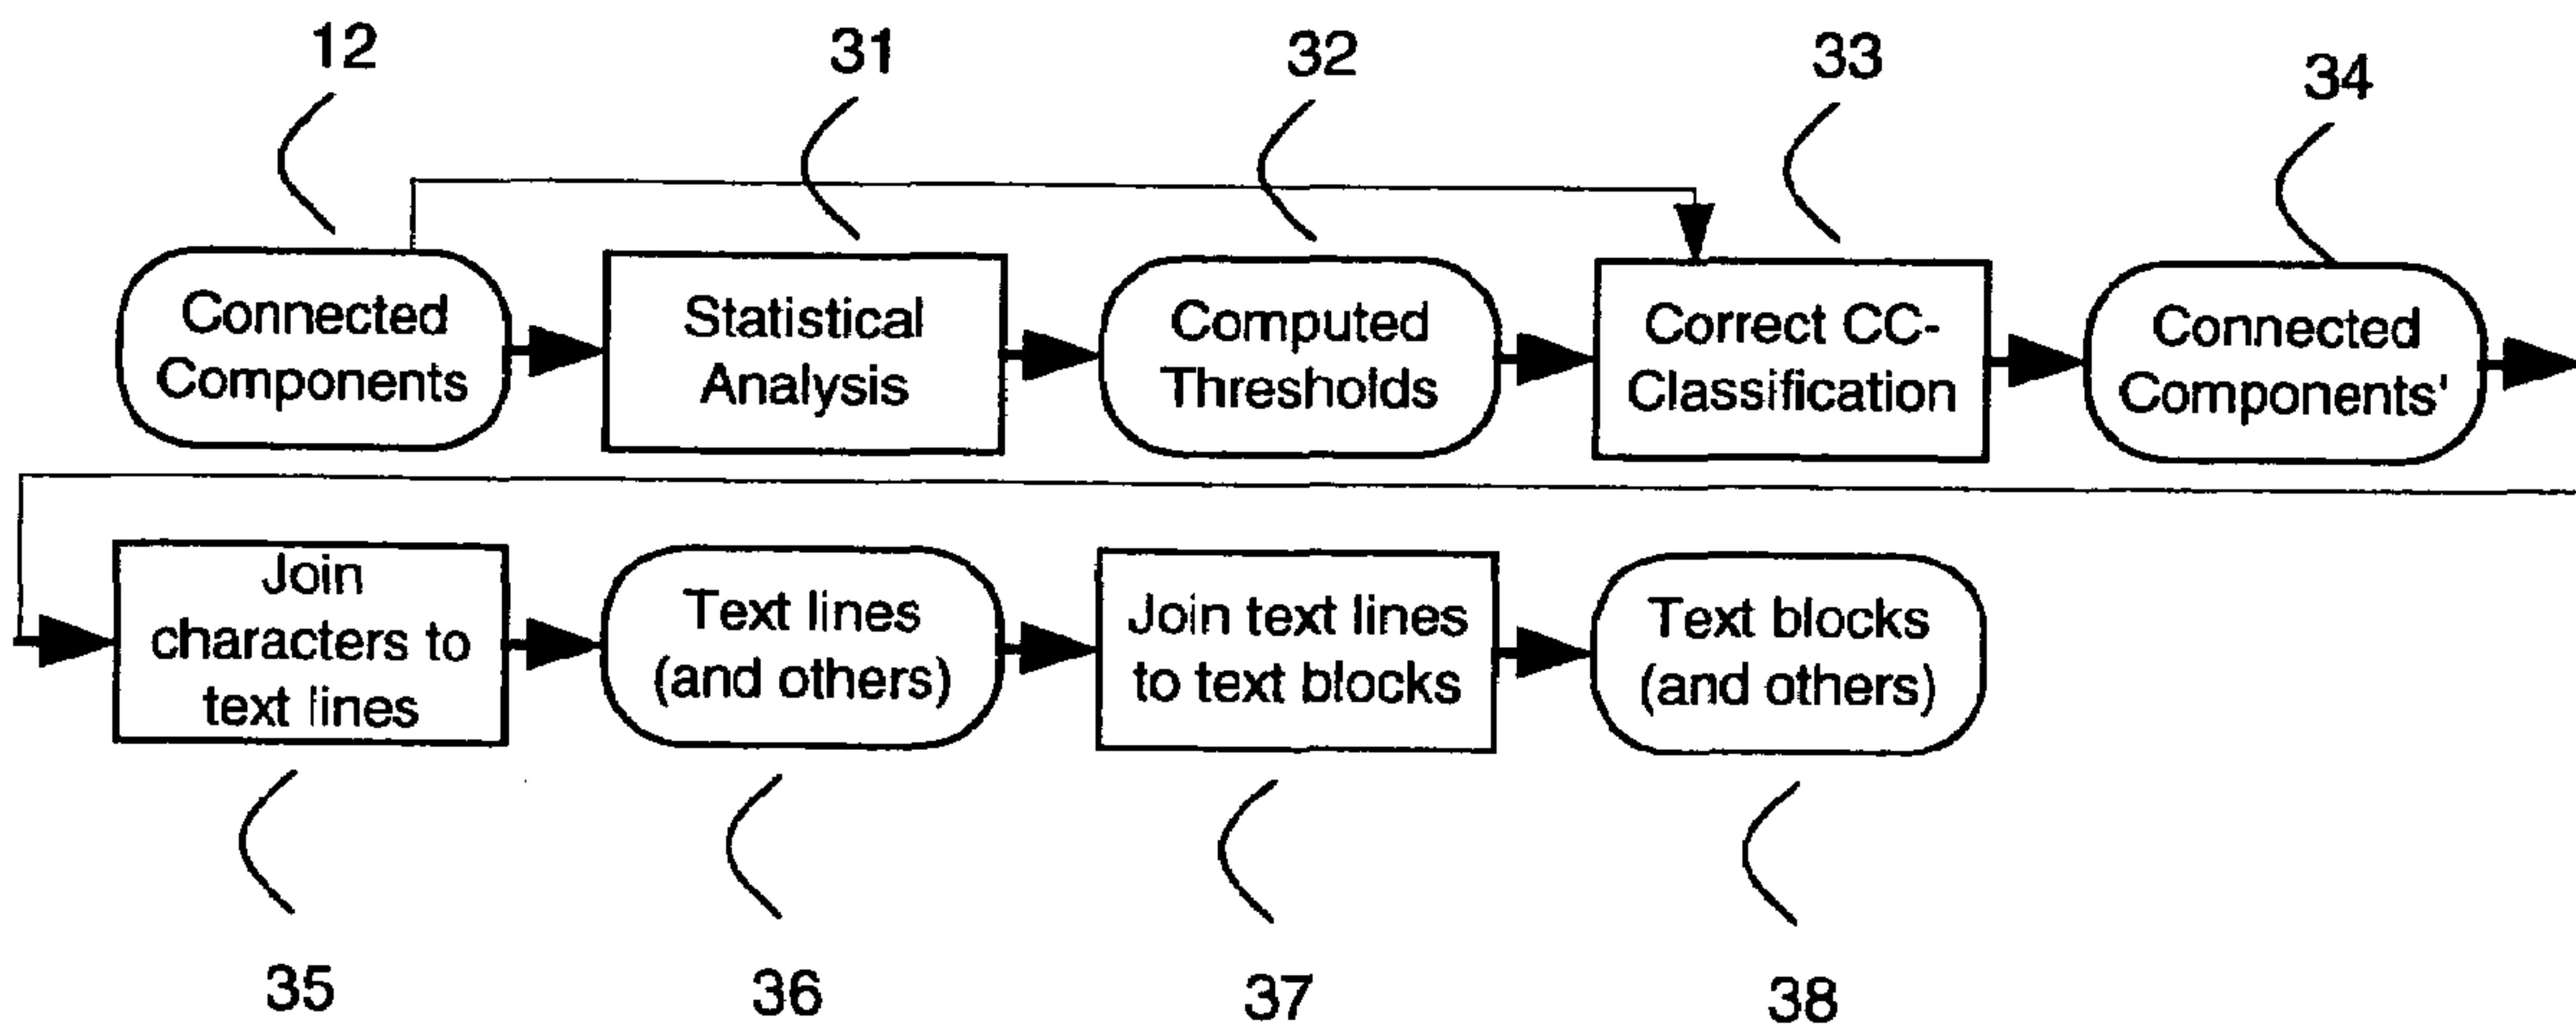 12 31 32 33 34
Connected
Components
Statistical
Analysis
Computed
Thresholds
Correct CC-
Classification
Connected
Components'
Join
characters to
text lines
Text lines
(and others)
Join text lines
to text blocks
Text blocks
(and others)
35 36 37 38